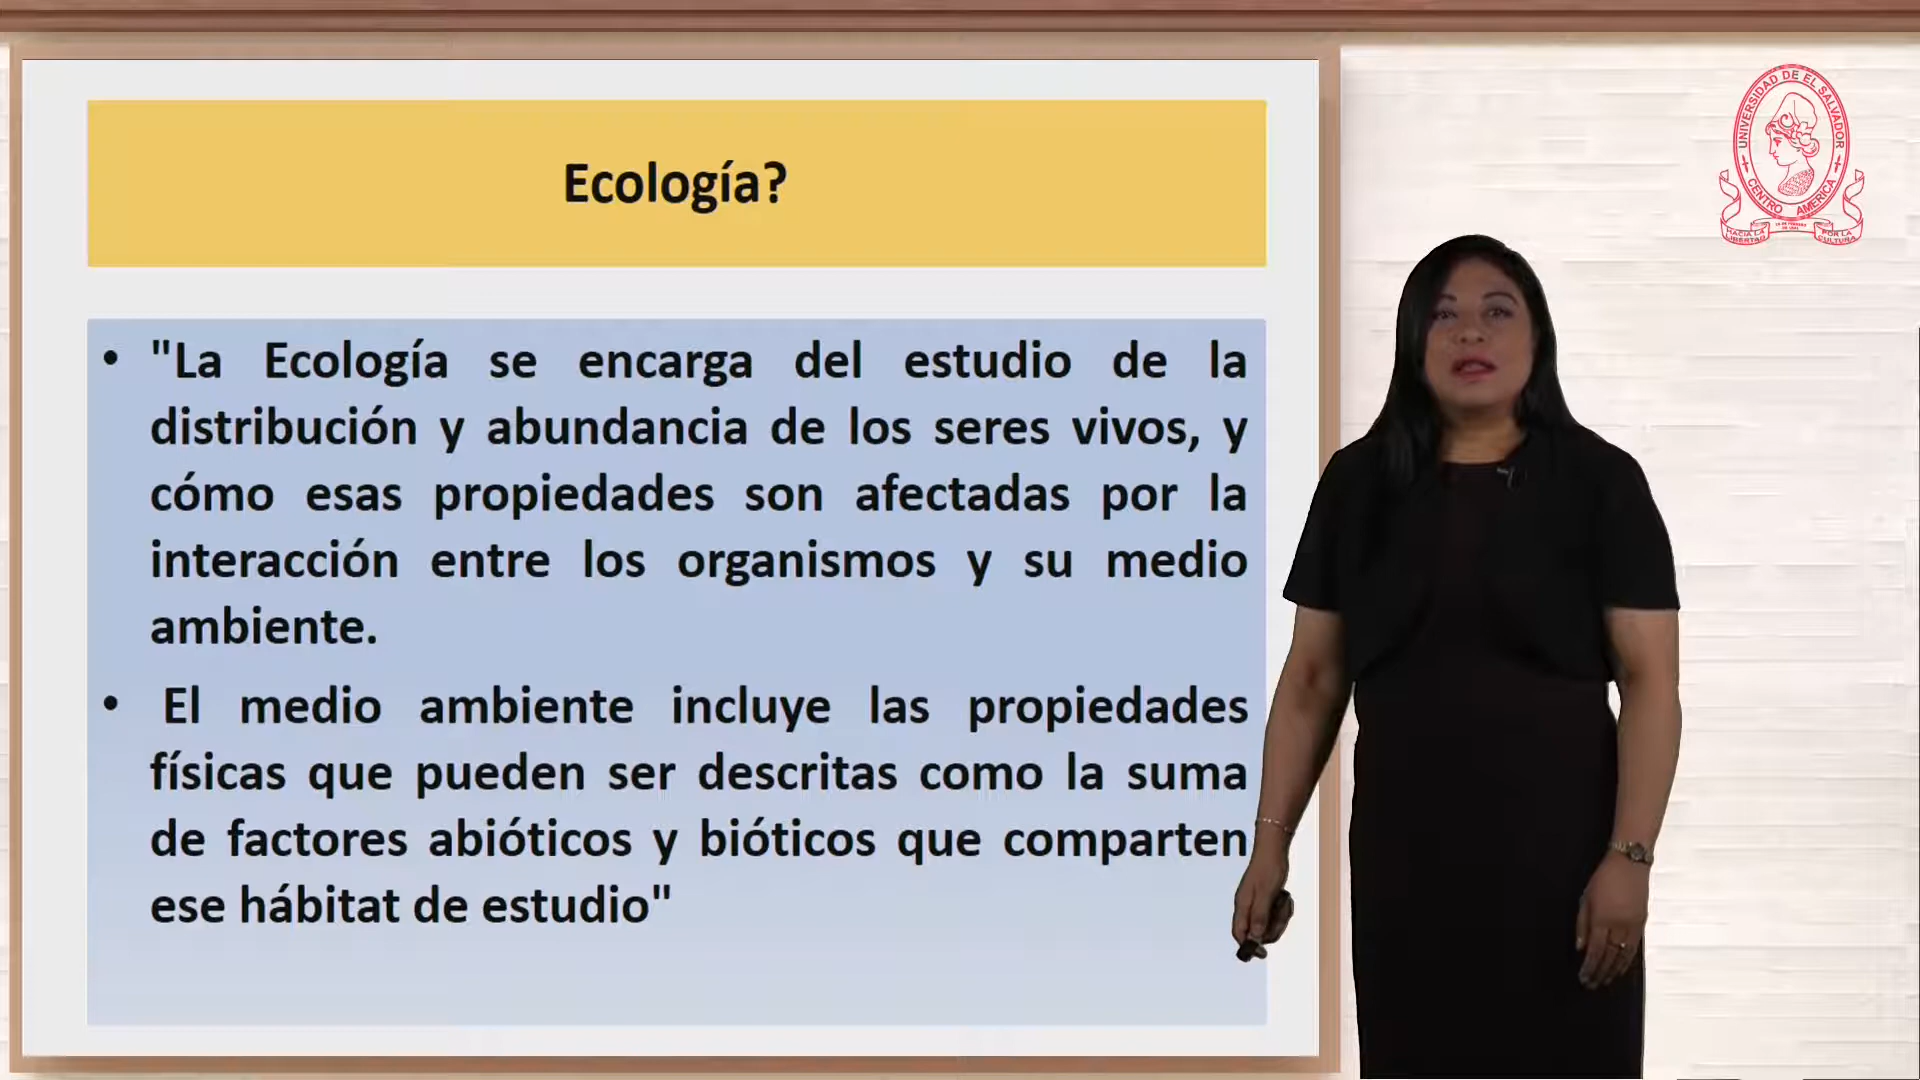 Ecología?
• "La Ecología se encarga del estudio de la
distribución y abundancia de los seres vivos, y
cómo esas propiedades son afectadas por la
interacción entre los organismos y su medio
ambiente.
• El medio ambiente incluye las propiedades
físicas que pueden ser descritas como la suma
de factores abióticos y bióticos que comparten
ese hábitat de estudio"
UNIVERSIDAD DE EL SALVADOR
CENTRO AMERICA
HACIA LA
LIBERTAD
POR LA
CULTURA